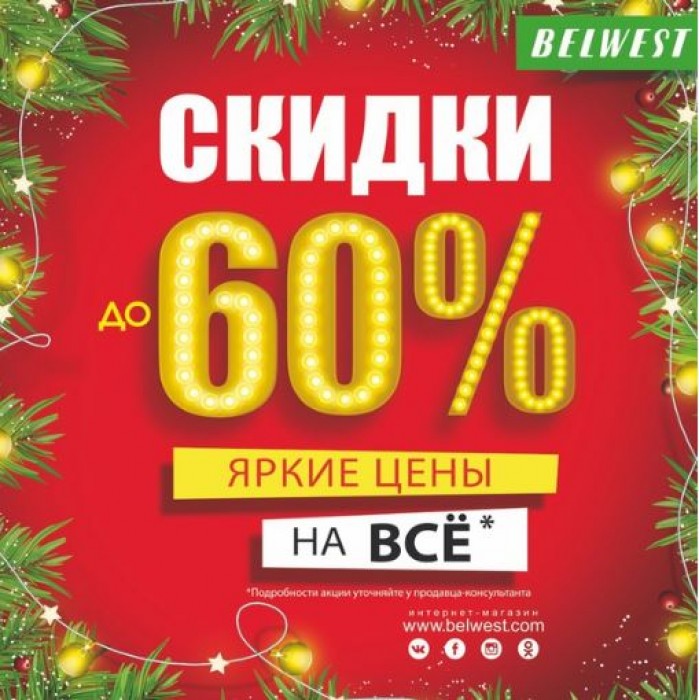 BELWEST
СКИДКИ
ДО 60%
ЯРКИЕ ЦЕНЫ
НА ВСЁ*
*Подробности акции уточняйте у продавца-консультанта
интернет-магазин
www.belwest.com